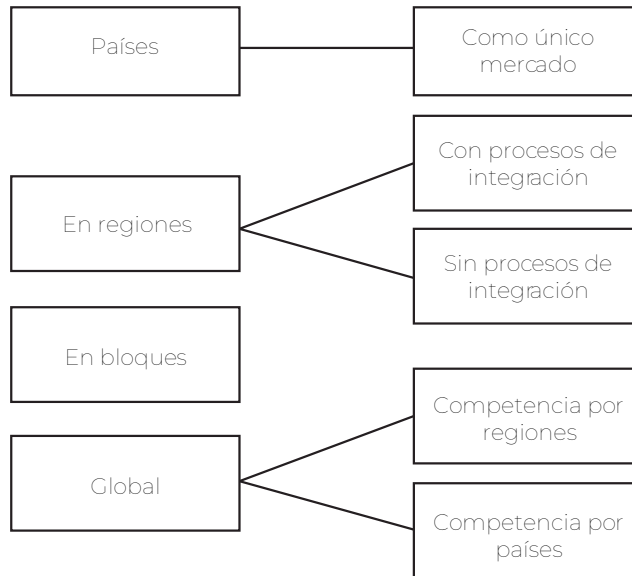 Países
Como único
mercado
Con procesos de
integración
En regiones
Sin procesos de
integración
En bloques
Competencia por
regiones
Global
Competencia por
países